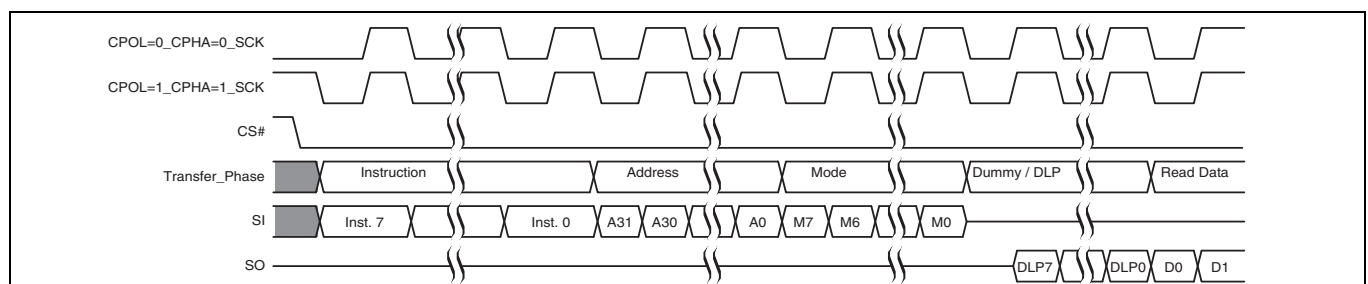 CPOL=0_CPHA=0_SCK
CPOL=1_CPHA=1_SCK
CS#
Transfer_Phase Instruction Address Mode Dummy / DLP Read Data
SI Inst. 7 Inst. 0 A31 A30 A0 M7 M6 M0
SO DLP7 DLP0 D0 D1